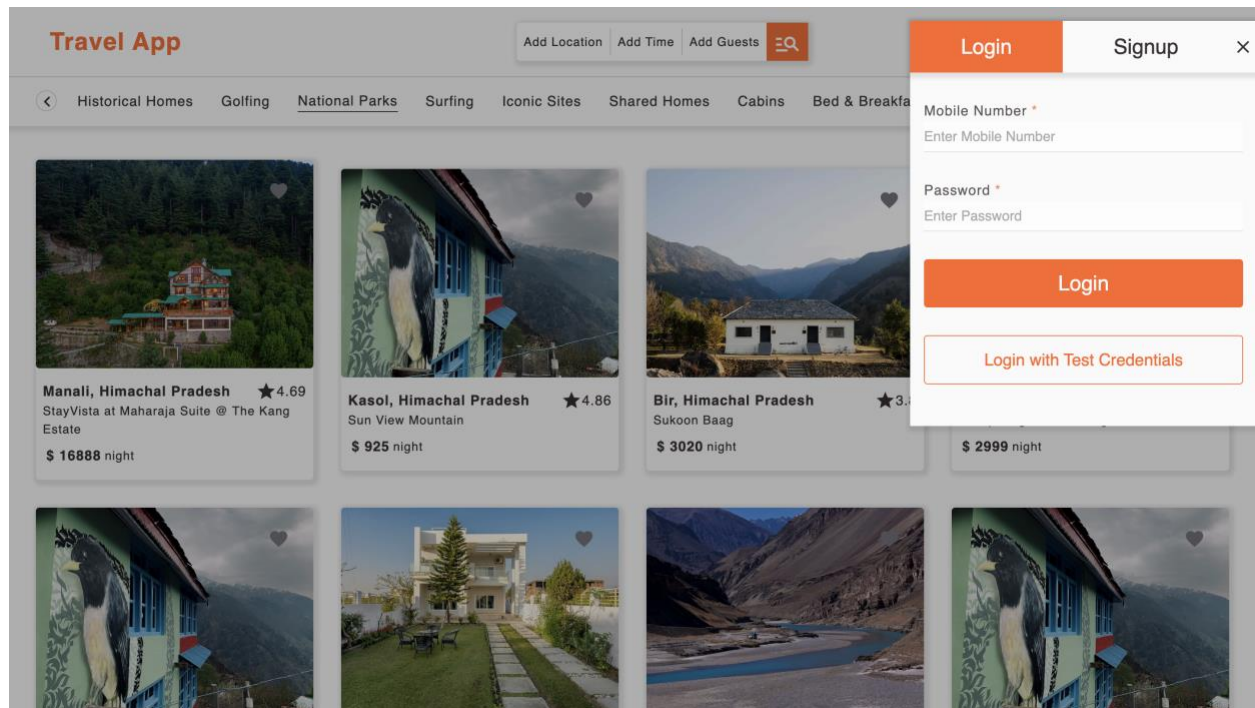 Travel App
Add Location Add Time Add Guests
Login Signup ×
Historical Homes Golfing National Parks Surfing Iconic Sites Shared Homes Cabins Bed &
Mobile Number *
Enter Mobile Number
Password *
Enter Password
Login
Login with Test Credentials
Manali, Himachal Pradesh ★4.69
StayVista at Maharaja Suite @ The Kang
Estate
$ 16888 night
Kasol, Himachal Pradesh ★4.86
Sun View Mountain
$ 925 night
Bir, Himachal Pradesh
Sukoon Baag
$ 3020 night
$ 2999 night